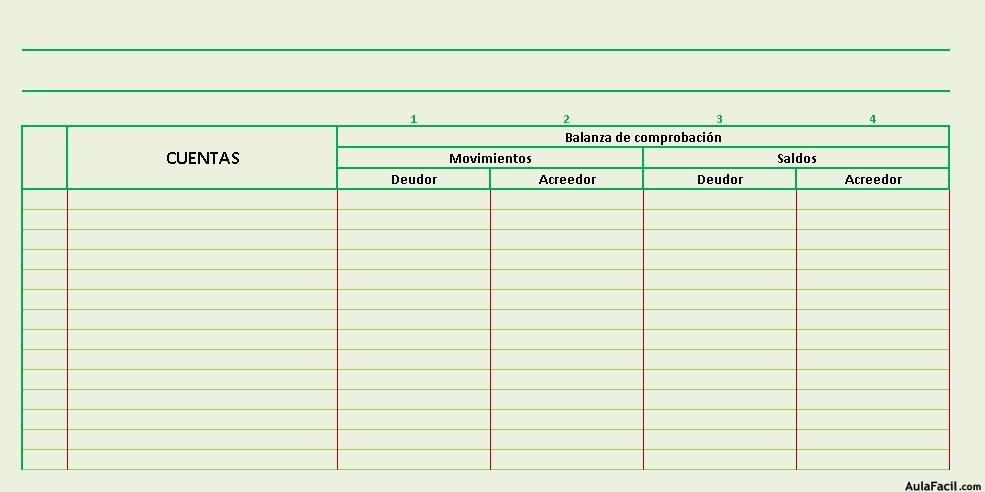 1 2 3 4
Balanza de comprobación
CUENTAS
Movimientos Saldos
Deudor Acreedor Deudor Acreedor
AulaFacil.com